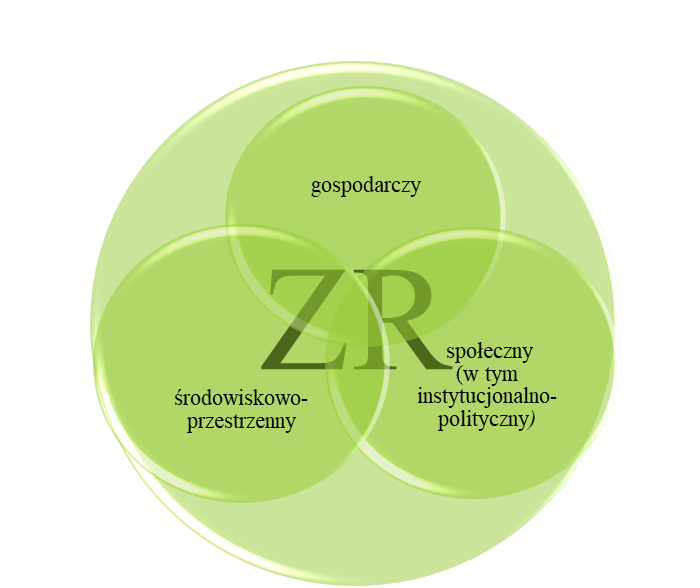 gospodarczy
ZR
społeczny
(w tym
instytucjonalno-
polityczny)
środowiskowo-
przestrzenny